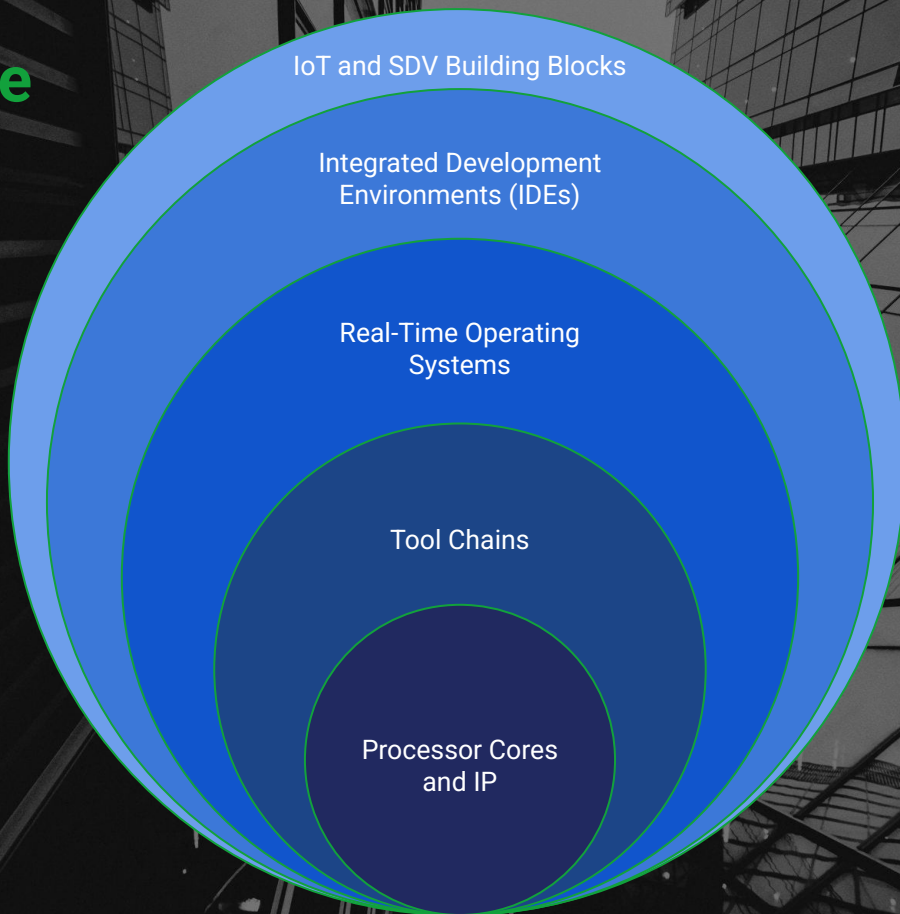 e
IoT and SDV Building Blocks
Integrated Development
Environments (IDEs)
Real-Time Operating
Systems
Tool Chains
Processor Cores
and IP